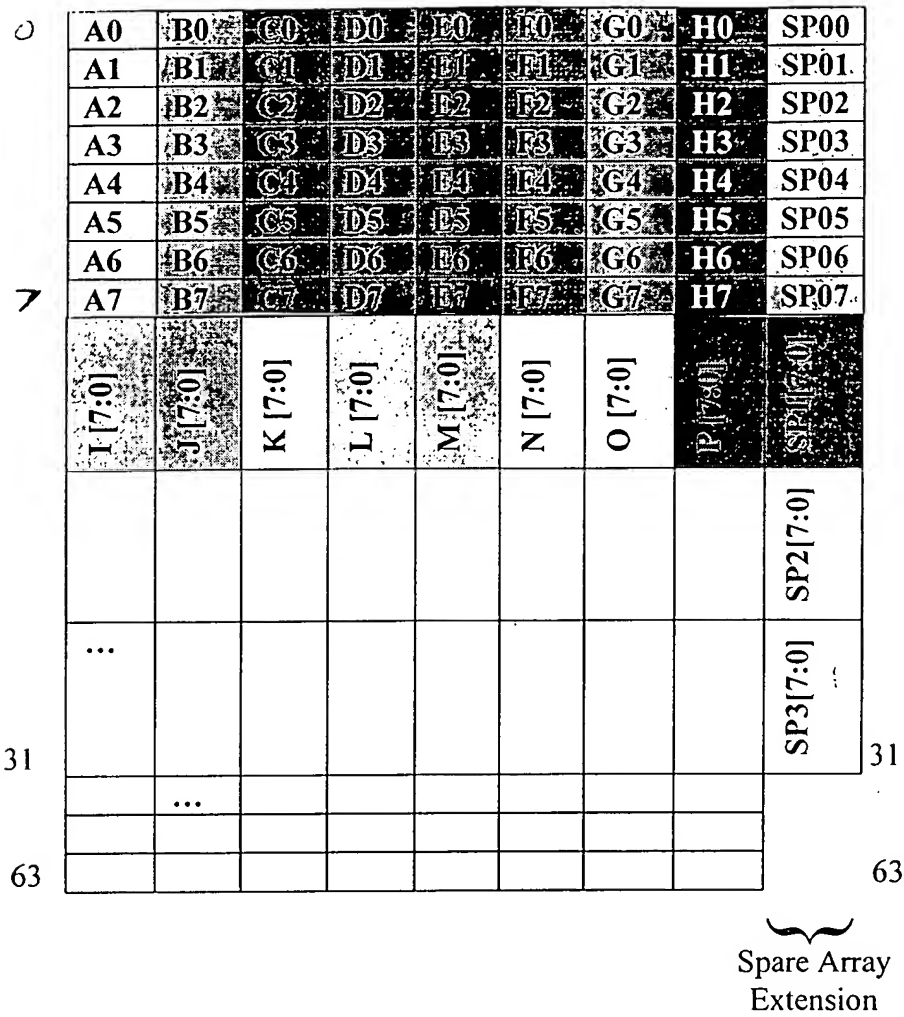 0 A0 B0 C0 D0 E0 F0 G0 H0 SP00
A1 B1 C1 D1 E1 F1 G1 H1 SP01
A2 B2 C2 D2 E2 F2 G2 H2 SP02
A3 B3 C3 D3 E3 F3 G3 H3 SP03
A4 B4 C4 D4 E4 F4 G4 H4 SP04
A5 B5 C5 D5 E5 F5 G5 H5 SP05
A6 B6 C6 D6 E6 F6 G6 H6 SP06
7 A7 B7 C7 D7 E7 F7 G7 H7 SP07
I [7:0] J [7:0] K [7:0] L [7:0] M [7:0] N [7:0] O [7:0] P [7:0] SP1[7:0]
SP2[7:0]
... SP3[7:0]
31 31
...
63 63
Spare Array
Extension